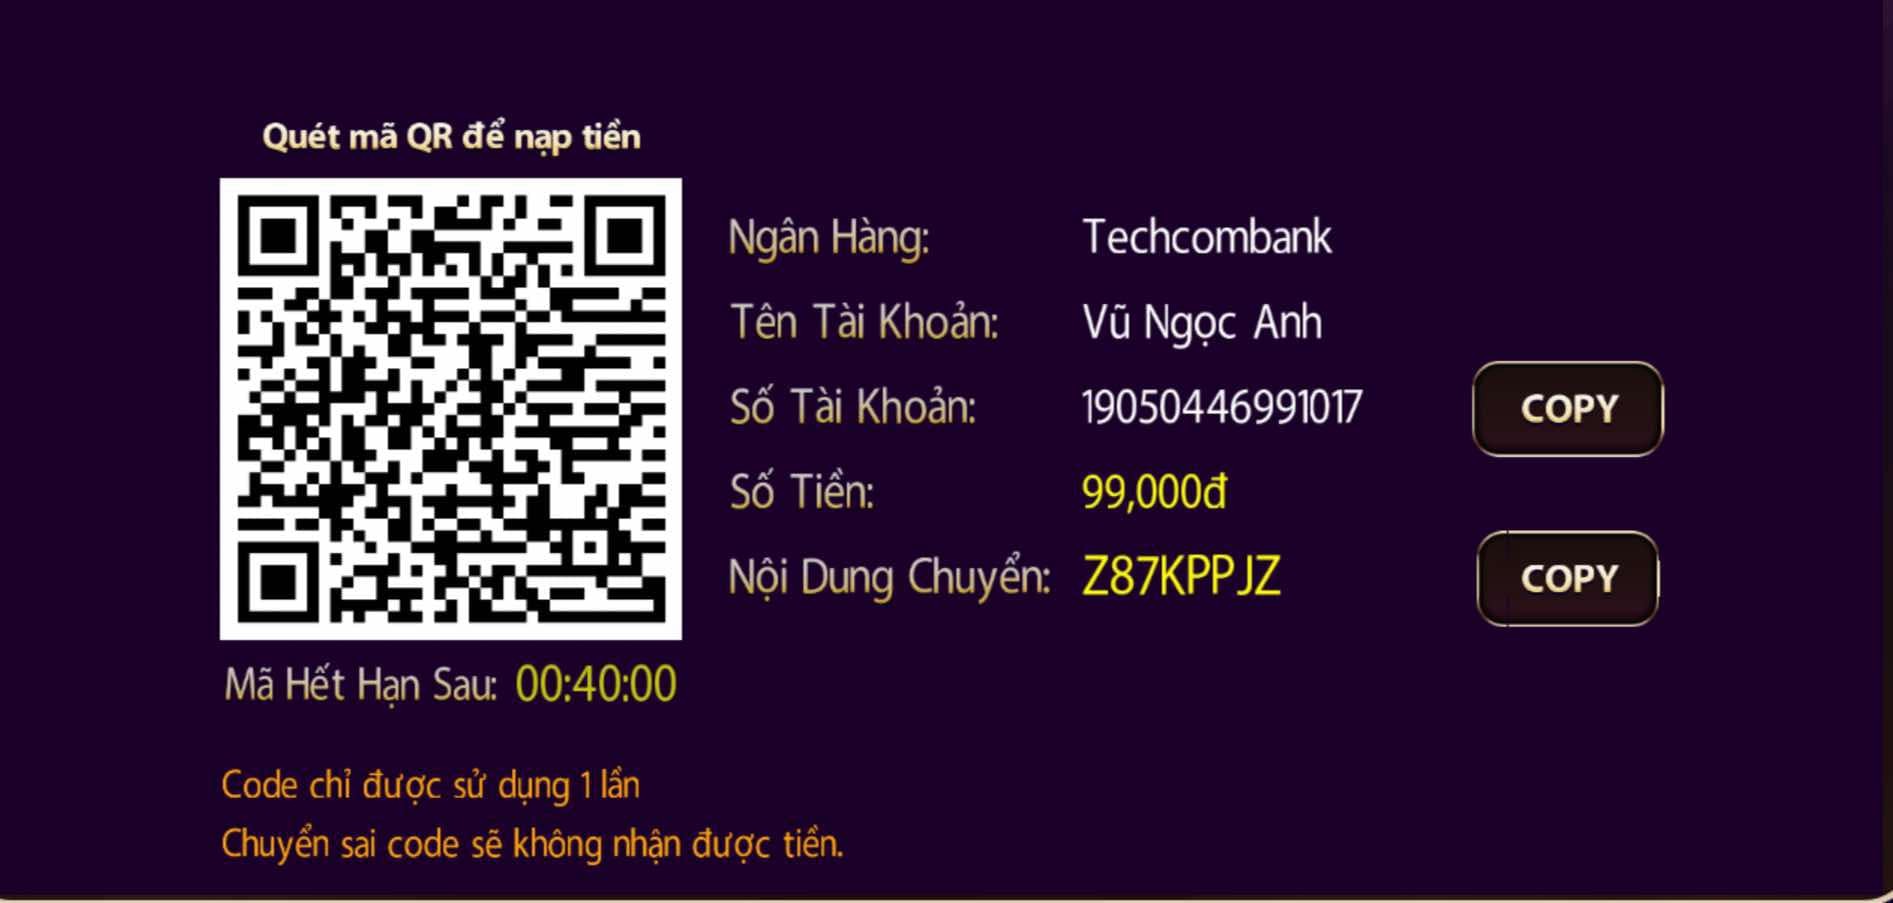 Quét mã QR để nạp tiền
Ngân Hàng: Techcombank
Tên Tài Khoản: Vũ Ngọc Anh
Số Tài Khoản: 19050446991017 COPY
Số Tiền: 99,000đ
Nội Dung Chuyển: Z87KPPJZ COPY
Mã Hết Hạn Sau: 00:40:00
Code chỉ được sử dụng 1 lần
Chuyển sai code sẽ không nhận được tiền.